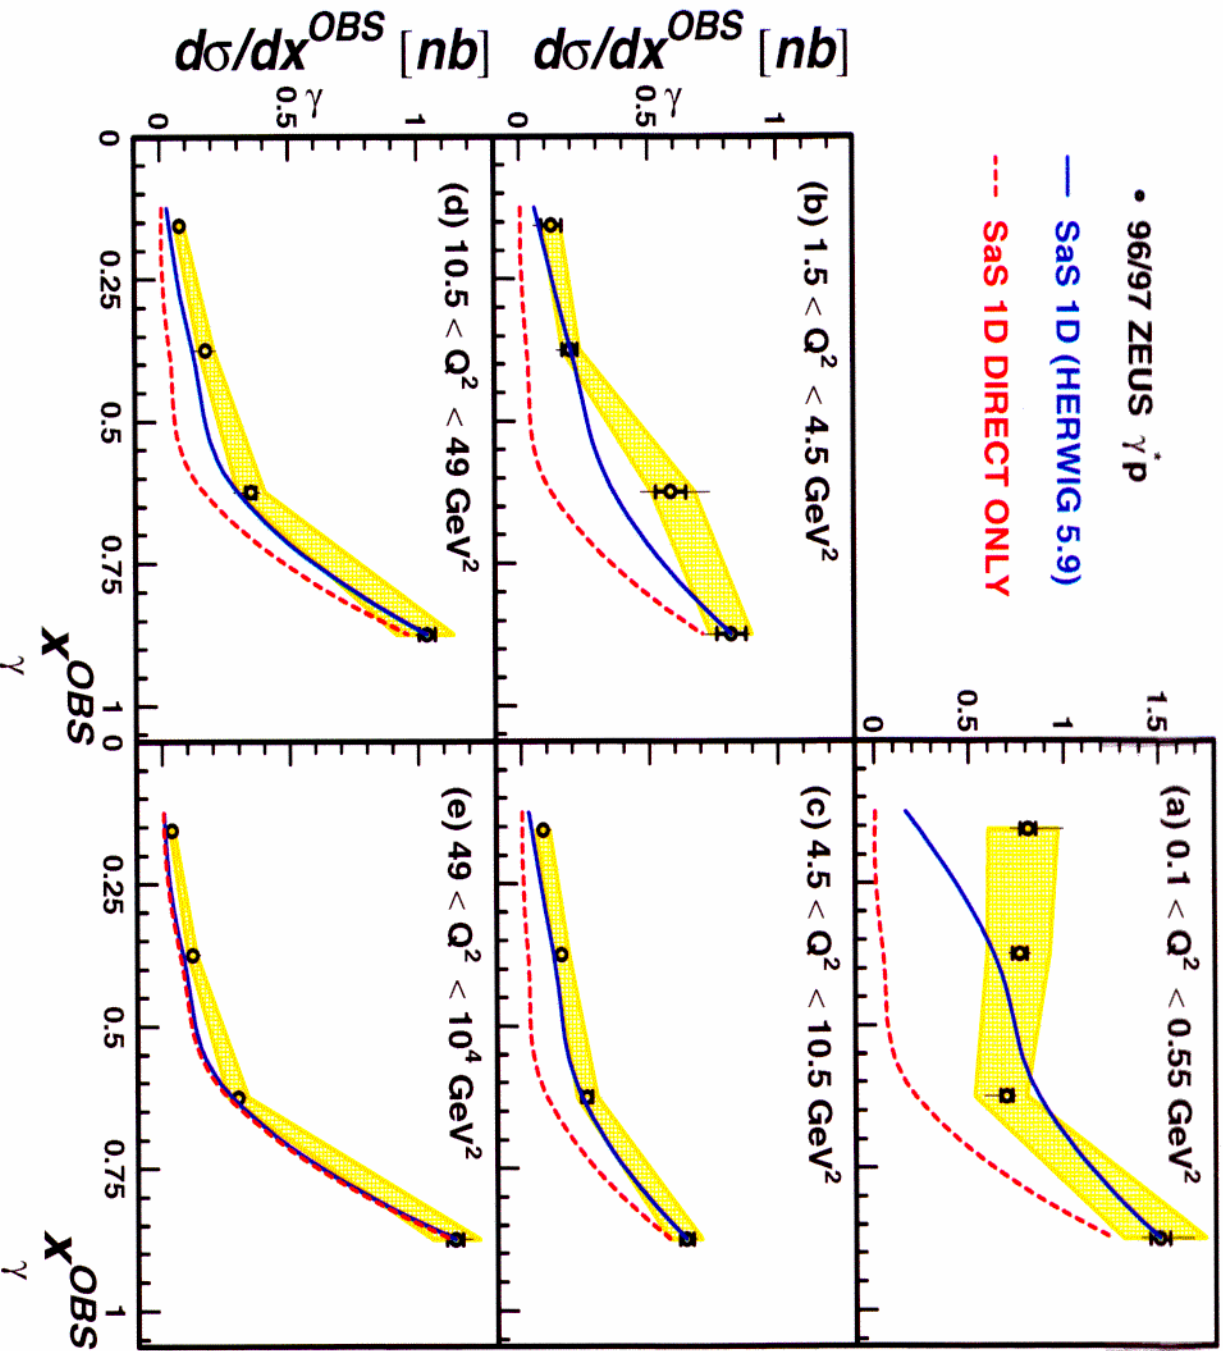 • 96/97 ZEUS γ*p
SaS 1D (HERWIG 5.9)
SaS 1D DIRECT ONLY
(a) 0.1 < Q² < 0.55 GeV²
1.5
1
0.5
0
dσ/dxγ^OBS [nb]
(b) 1.5 < Q² < 4.5 GeV²
1
0.5
0
(c) 4.5 < Q² < 10.5 GeV²
dσ/dxγ^OBS [nb]
(d) 10.5 < Q² < 49 GeV²
1
0.5
0
(e) 49 < Q² < 10⁴ GeV²
0 0.25 0.5 0.75 1
0 0.25 0.5 0.75 1
xγ^OBS
xγ^OBS